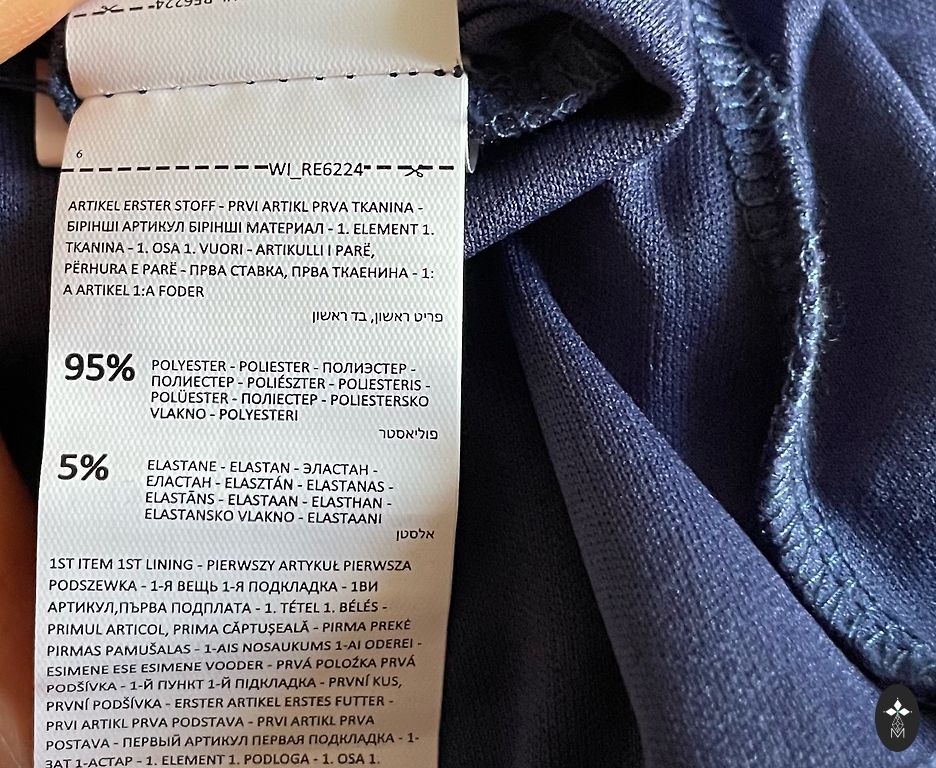 6
WI_RE6224
ARTIKEL ERSTER STOFF - PRVI ARTIKL PRVA TKANINA -
БІРІНШІ АРТИКУЛ БІРІНШІ МАТЕРИАЛ - 1. ELEMENT 1.
TKANINA - 1. OSA 1. VUORI - ARTIKULLI I PARË,
PËRHURA E PARË - ПРВА СТАВКА, ПРВА ТКАЕНИНА - 1:
A ARTIKEL 1:A FODER
פריט ראשון, בד ראשון
95% POLYESTER - POLIESTER - ПОЛИЭСТЕР -
ПОЛИЕСТЕР - POLIÉSZTER - POLIESTERIS -
POLÜESTER - ПОЛІЕСТЕР - POLIESTERSKO
VLAKNO - POLYESTERI
פוליאסטר
5% ELASTANE - ELASTAN - ЭЛАСТАН -
ЕЛАСТАН - ELASZTÁN - ELASTANAS -
ELASTĀNS - ELASTAAN - ELASTHAN -
ELASTANSKO VLAKNO - ELASTAANI
אלסטן
1ST ITEM 1ST LINING - PIERWSZY ARTYKUŁ PIERWSZA
PODSZEWKA - 1-Я ВЕЩЬ 1-Я ПОДКЛАДКА - 1ВИ
АРТИКУЛ,ПЪРВА ПОДПЛАТА - 1. TÉTEL 1. BÉLÉS -
PRIMUL ARTICOL, PRIMA CĂPTUȘEALĂ - PIRMA PREKĖ
PIRMAS PAMUŠALAS - 1-AIS NOSAUKUMS 1-AI ODEREI -
ESIMENE ESE ESIMENE VOODER - PRVÁ POLOŽKA PRVÁ
PODŠÍVKA - 1-Й ПУНКТ 1-Й ПІДКЛАДКА - PRVNÍ KUS,
PRVNÍ PODŠÍVKA - ERSTER ARTIKEL ERSTES FUTTER -
PRVI ARTIKL PRVA PODSTAVA - PRVI ARTIKL PRVA
POSTAVA - ПЕРВЫЙ АРТИКУЛ ПЕРВАЯ ПОДКЛАДКА - 1-
ЗАТ 1-АСТАР - 1. ELEMENT 1. PODLOGA - 1. OSA 1.
M